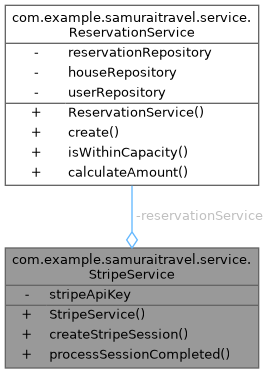 com.example.samuraitravel.service.
ReservationService
- reservationRepository
- houseRepository
- userRepository
+ ReservationService()
+ create()
+ isWithinCapacity()
+ calculateAmount()
-reservationService
com.example.samuraitravel.service.
StripeService
- stripeApiKey
+ StripeService()
+ createStripeSession()
+ processSessionCompleted()